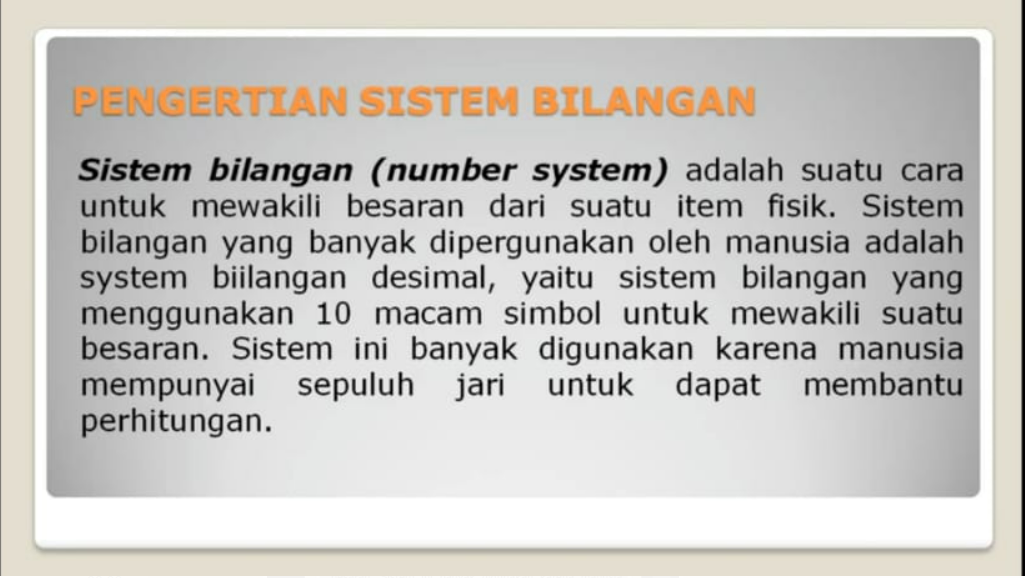 PENGERTIAN SISTEM BILANGAN
Sistem bilangan (number system) adalah suatu cara
untuk mewakili besaran dari suatu item fisik. Sistem
bilangan yang banyak dipergunakan oleh manusia adalah
system biilangan desimal, yaitu sistem bilangan yang
menggunakan 10 macam simbol untuk mewakili suatu
besaran. Sistem ini banyak digunakan karena manusia
mempunyai sepuluh jari untuk dapat membantu
perhitungan.